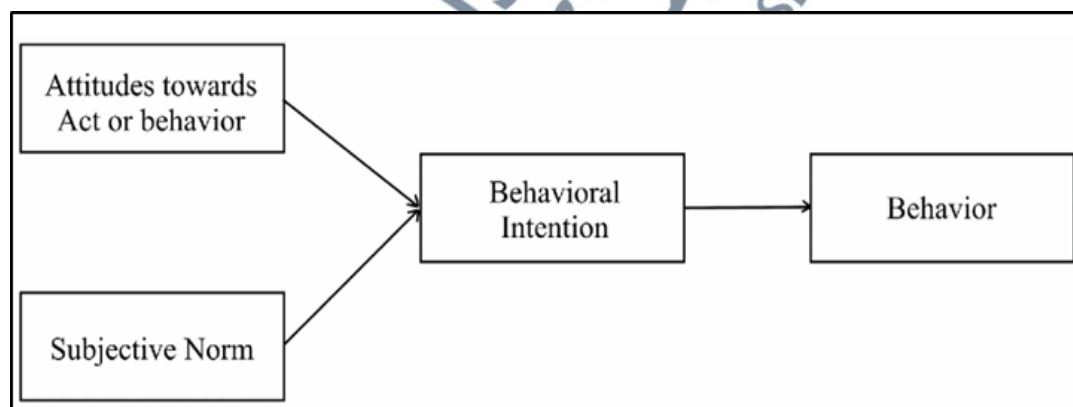 Attitudes towards
Act or behavior
Behavioral
Intention
Behavior
Subjective Norm